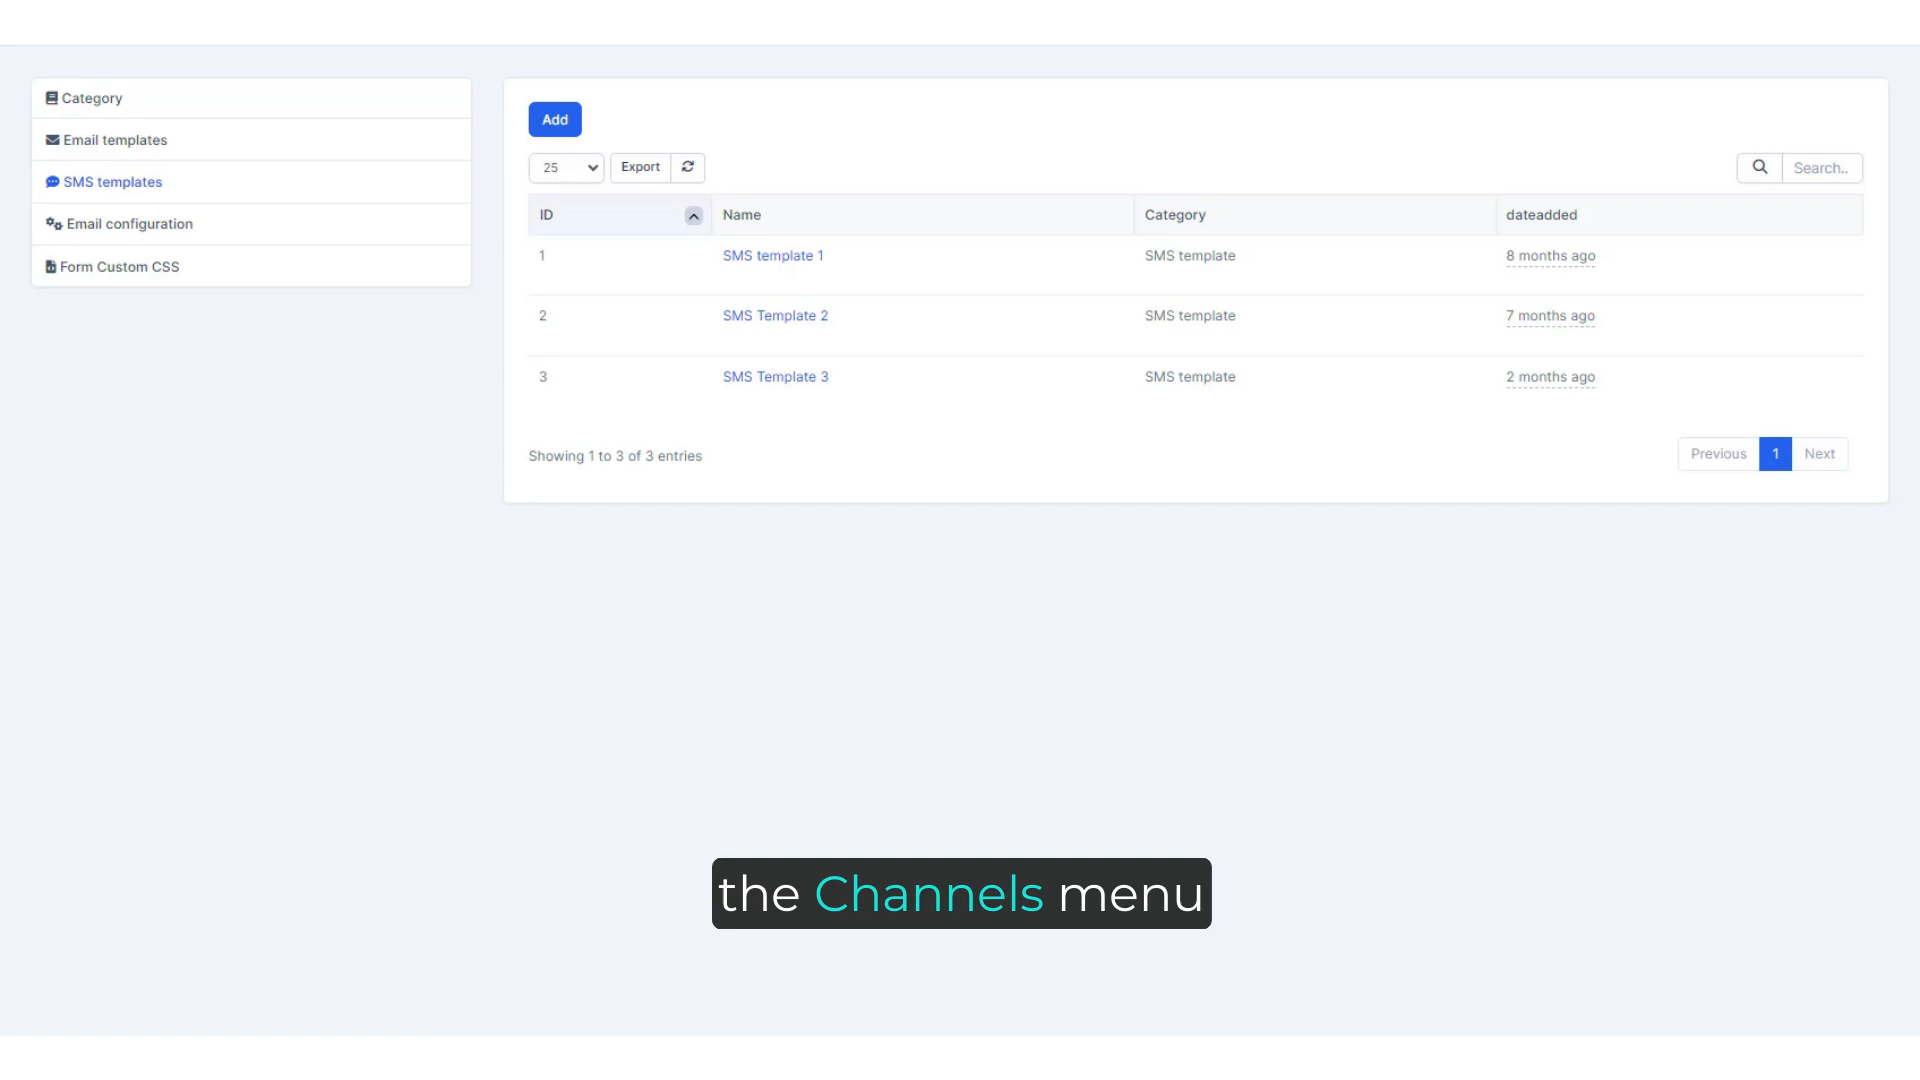 Category
Email templates
SMS templates
Email configuration
Form Custom CSS
Add
25 Export Search..
ID Name Category dateadded
1 SMS template 1 SMS template 8 months ago
2 SMS Template 2 SMS template 7 months ago
3 SMS Template 3 SMS template 2 months ago
Showing 1 to 3 of 3 entries Previous 1 Next
the Channels menu